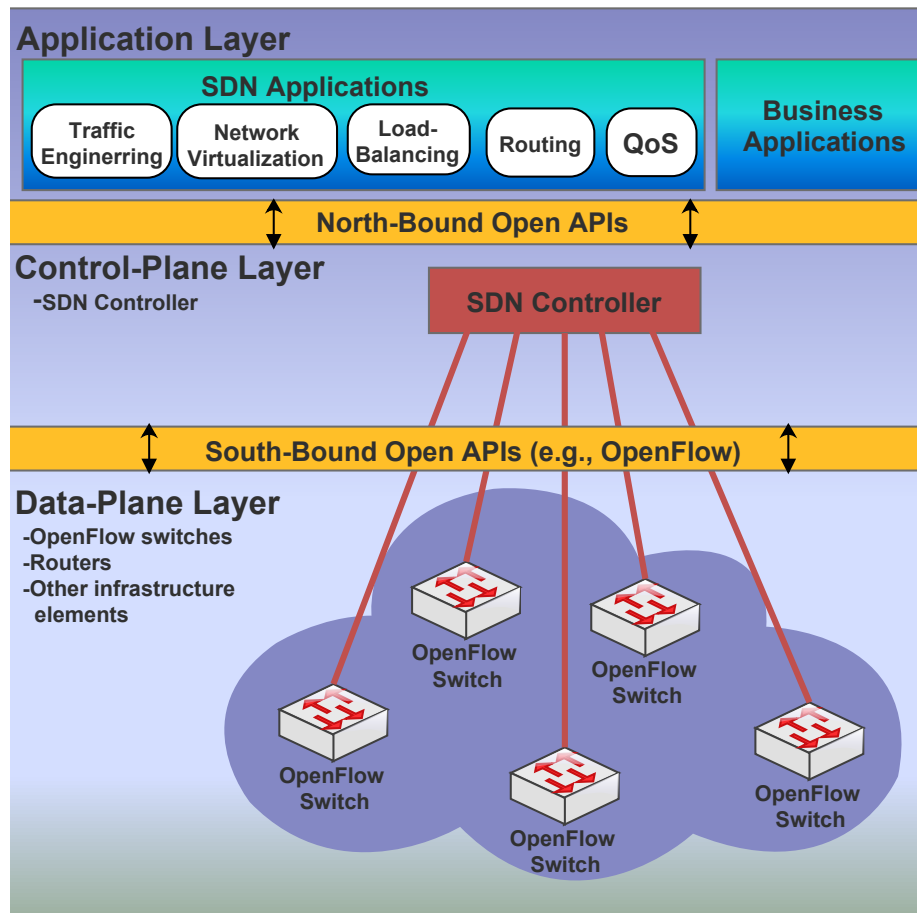 Application Layer
SDN Applications
Traffic
Enginerring
Network
Virtualization
Load-
Balancing
Routing
QoS
Business
Applications
North-Bound Open APIs
Control-Plane Layer
-SDN Controller
SDN Controller
South-Bound Open APIs (e.g., OpenFlow)
Data-Plane Layer
-OpenFlow switches
-Routers
-Other infrastructure
elements
OpenFlow
Switch
OpenFlow
Switch
OpenFlow
Switch
OpenFlow
Switch
OpenFlow
Switch